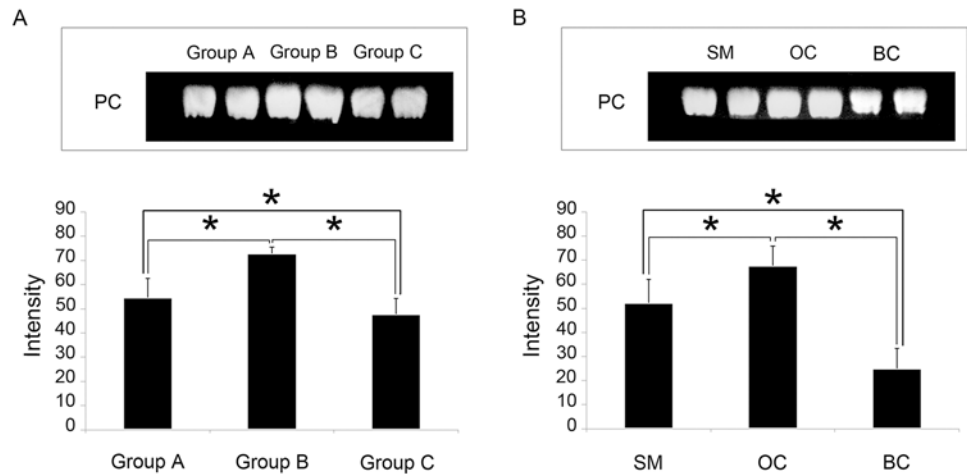 A
Group A Group B Group C
PC
*
* *
90
80
70
60
50
40
30
20
10
0
Intensity
Group A Group B Group C
B
SM OC BC
PC
*
* *
90
80
70
60
50
40
30
20
10
0
Intensity
SM OC BC